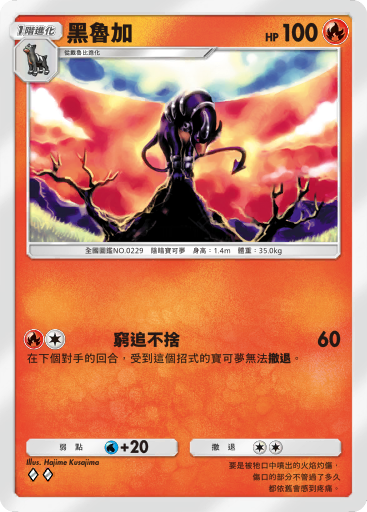 1階進化
黑魯加
HP 100
從戴魯比進化
全國圖鑑NO.0229 陰暗寶可夢 身高：1.4m 體重：35.0kg
窮追不捨 60
在下個對手的回合，受到這個招式的寶可夢無法撤退。
弱點 +20 撤退
Illus. Hajime Kusajima
要是被牠口中噴出的火焰灼傷，
傷口的部分不管過了多久
都依舊會感到疼痛。